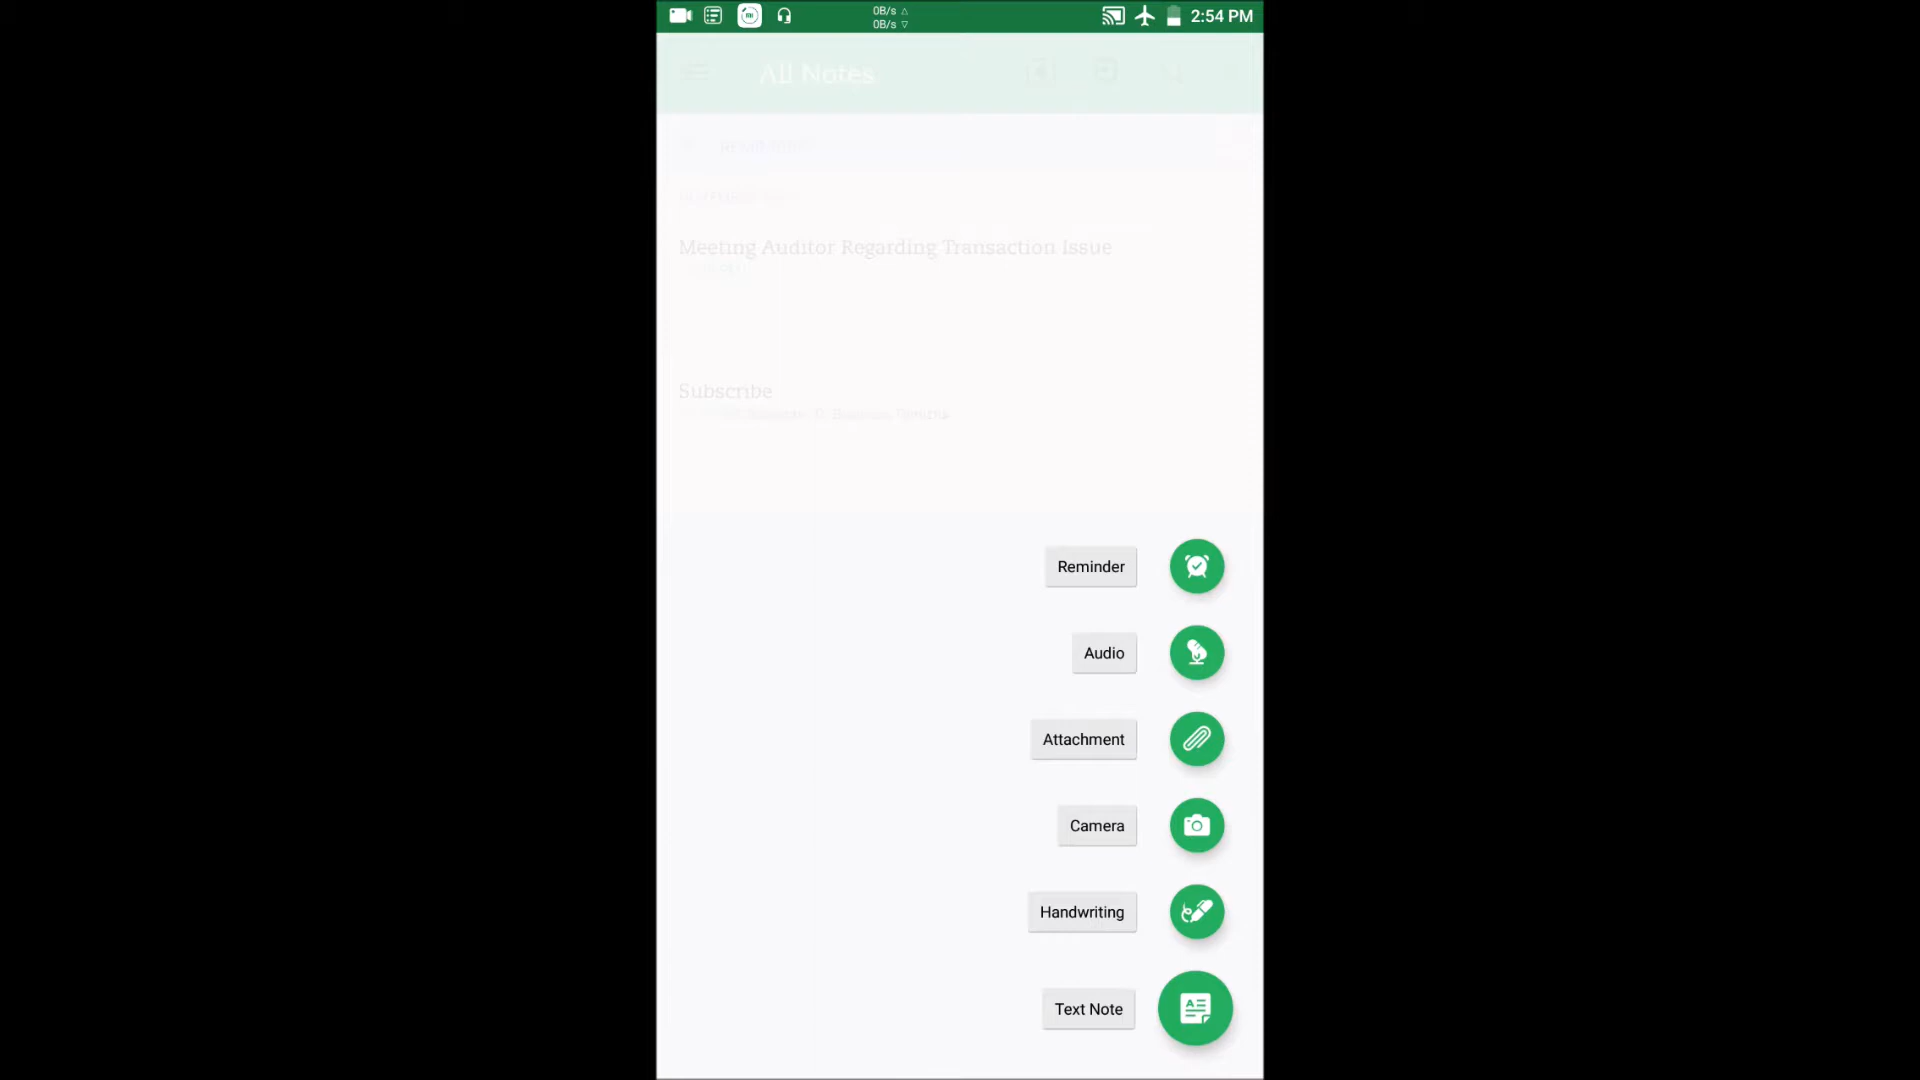 0B/s △
0B/s ▽
2:54 PM
All Notes
Meeting Auditor Regarding Transaction Issue
Subscribe
Reminder
Audio
Attachment
Camera
Handwriting
Text Note